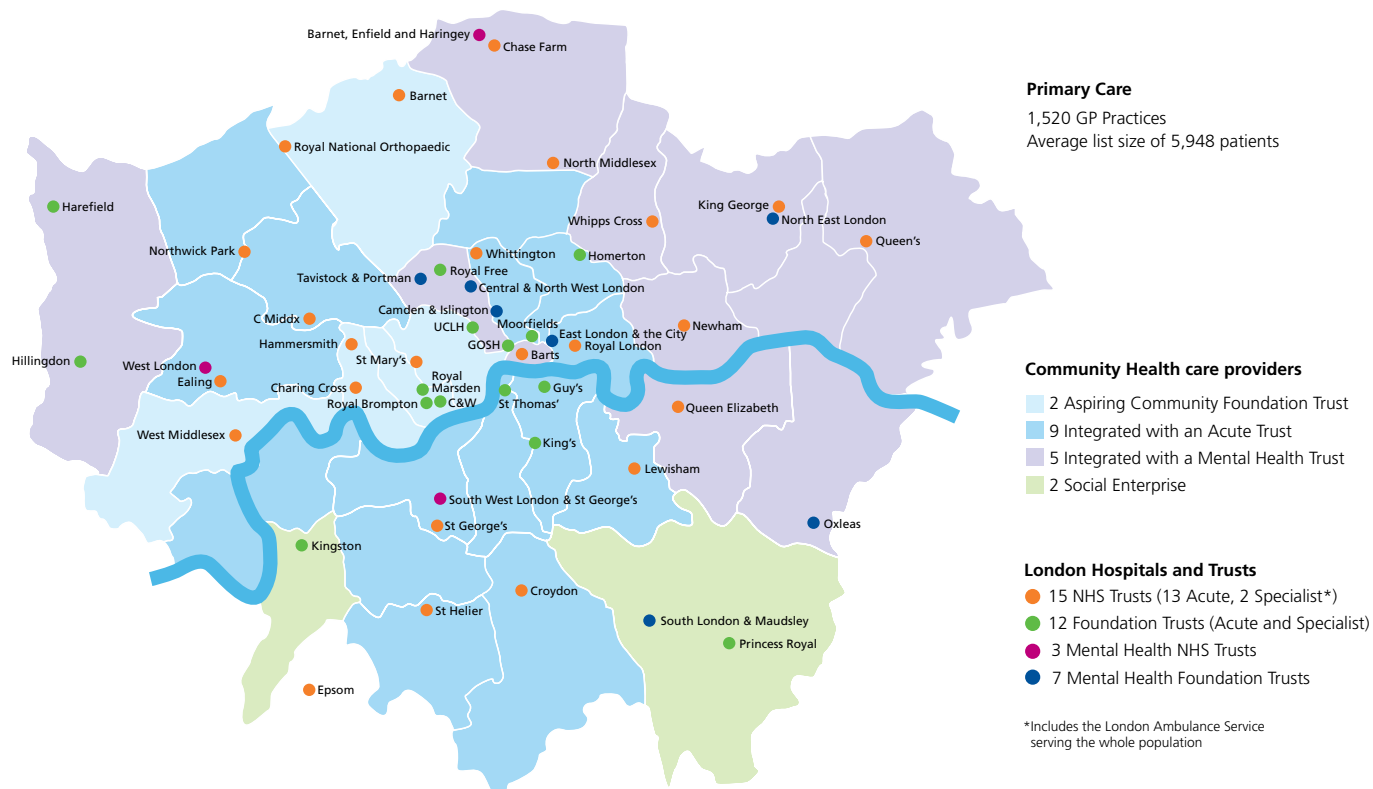 Barnet, Enfield and Haringey
Chase Farm
Barnet
Royal National Orthopaedic
North Middlesex
Harefield
King George
North East London
Whipps Cross
Queen's
Northwick Park
Whittington
Homerton
Royal Free
Tavistock & Portman
Central & North West London
Camden & Islington
C Middx
Moorfields
UCLH
Newham
East London & the City
Hammersmith
GOSH
Royal London
Barts
St Mary's
Hillingdon
West London
Ealing
Royal
Marsden
Charing Cross
Guy's
Royal Brompton
C&W
St Thomas'
Queen Elizabeth
West Middlesex
King's
Lewisham
South West London & St George's
St George's
Oxleas
Kingston
Croydon
St Helier
South London & Maudsley
Princess Royal
Epsom
Primary Care
1,520 GP Practices
Average list size of 5,948 patients
Community Health care providers
2 Aspiring Community Foundation Trust
9 Integrated with an Acute Trust
5 Integrated with a Mental Health Trust
2 Social Enterprise
London Hospitals and Trusts
15 NHS Trusts (13 Acute, 2 Specialist*)
12 Foundation Trusts (Acute and Specialist)
3 Mental Health NHS Trusts
7 Mental Health Foundation Trusts
*Includes the London Ambulance Service
serving the whole population